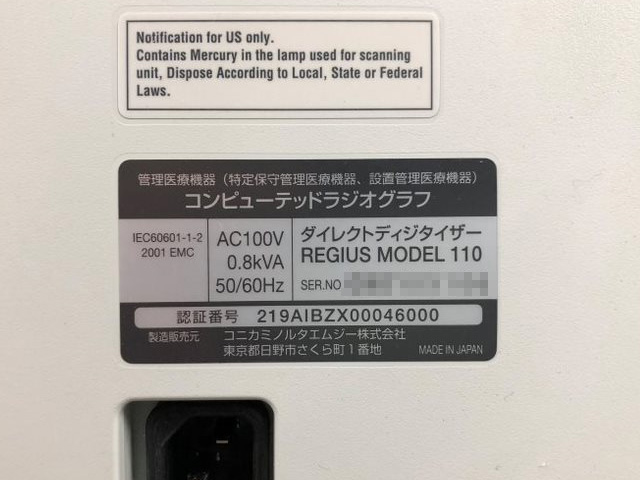 Notification for US only.
Contains Mercury in the lamp used for scanning
unit, Dispose According to Local, State or Federal
Laws.
管理医療機器（特定保守管理医療機器、設置管理医療機器）
コンピューテッドラジオグラフ
IEC60601-1-2
2001 EMC
AC100V
0.8kVA
50/60Hz
ダイレクトディジタイザー
REGIUS MODEL 110
SER.NO
認証番号 219AIBZX00046000
製造販売元 コニカミノルタエムジー株式会社
東京都日野市さくら町1番地 MADE IN JAPAN